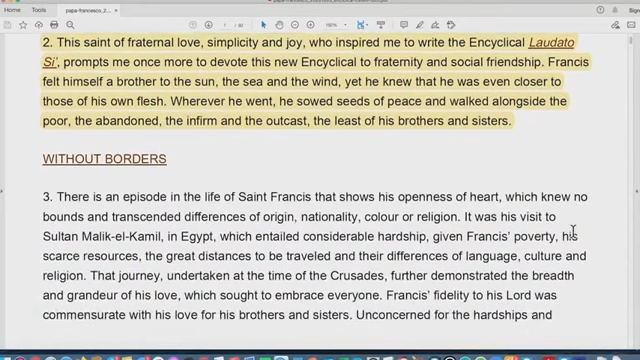 Home
Tools
papa-francesco_20201003_enciclica-fratelli-tutti.pdf
papa-francesco_2...
2. This saint of fraternal love, simplicity and joy, who inspired me to write the Encyclical Laudato
Si’, prompts me once more to devote this new Encyclical to fraternity and social friendship. Francis
felt himself a brother to the sun, the sea and the wind, yet he knew that he was even closer to
those of his own flesh. Wherever he went, he sowed seeds of peace and walked alongside the
poor, the abandoned, the infirm and the outcast, the least of his brothers and sisters.
WITHOUT BORDERS
3. There is an episode in the life of Saint Francis that shows his openness of heart, which knew no
bounds and transcended differences of origin, nationality, colour or religion. It was his visit to
Sultan Malik-el-Kamil, in Egypt, which entailed considerable hardship, given Francis’ poverty, his
scarce resources, the great distances to be traveled and their differences of language, culture and
religion. That journey, undertaken at the time of the Crusades, further demonstrated the breadth
and grandeur of his love, which sought to embrace everyone. Francis’ fidelity to his Lord was
commensurate with his love for his brothers and sisters. Unconcerned for the hardships and